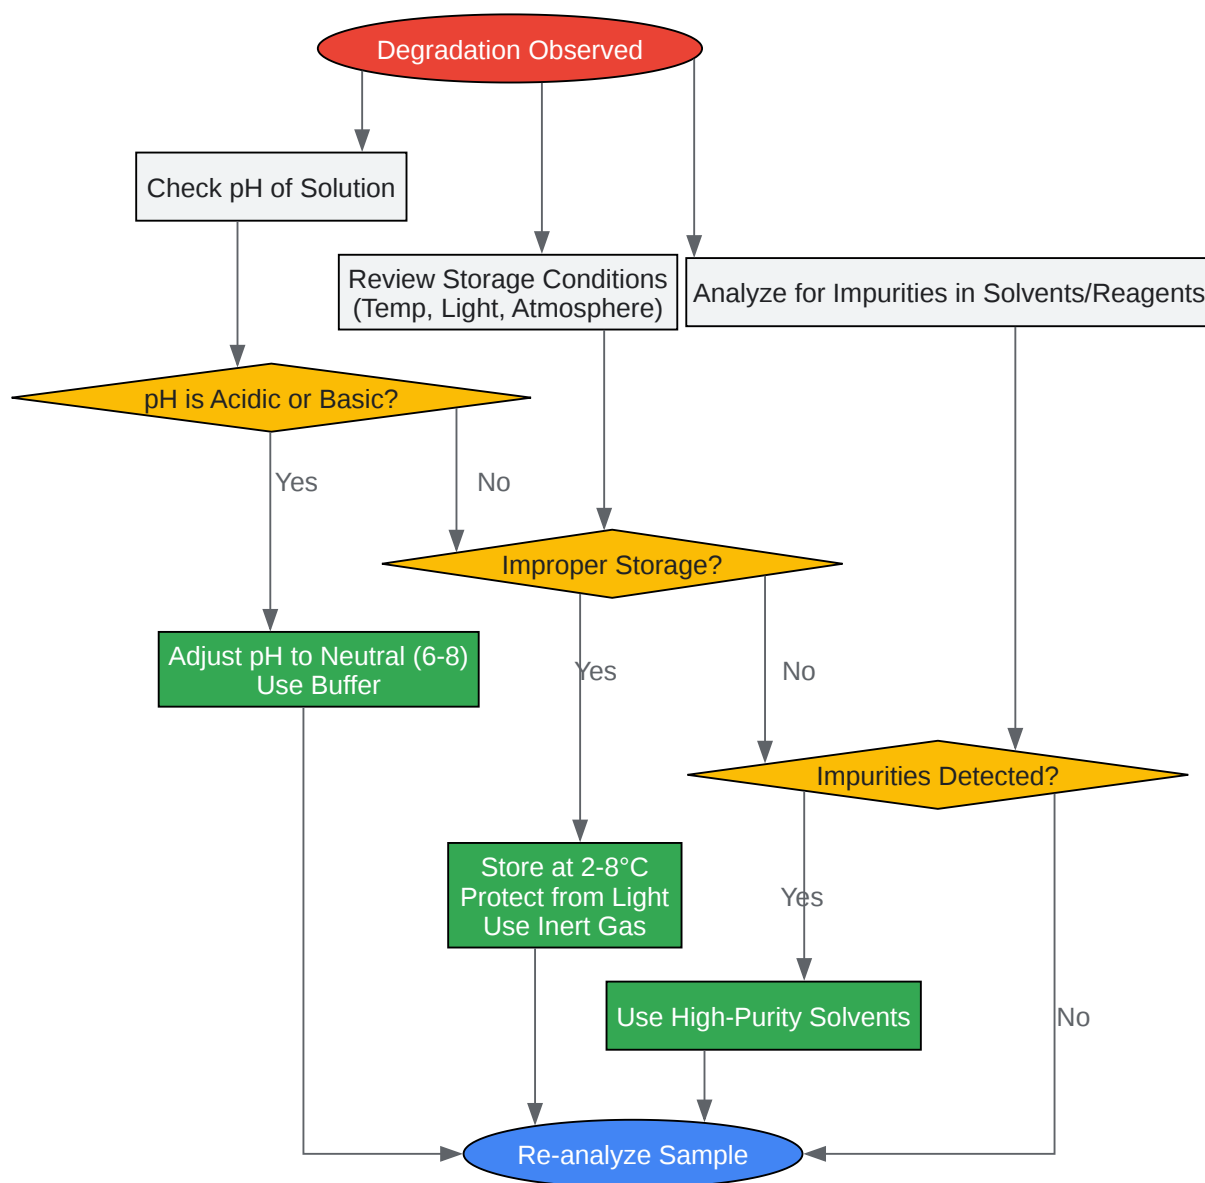 Degradation Observed
Check pH of Solution
Review Storage Conditions
(Temp, Light, Atmosphere)
Analyze for Impurities in Solvents/Reagents
pH is Acidic or Basic?
Yes
No
Improper Storage?
Adjust pH to Neutral (6-8)
Use Buffer
Yes
No
Impurities Detected?
Store at 2-8°C
Protect from Light
Use Inert Gas
Yes
Use High-Purity Solvents
No
Re-analyze Sample